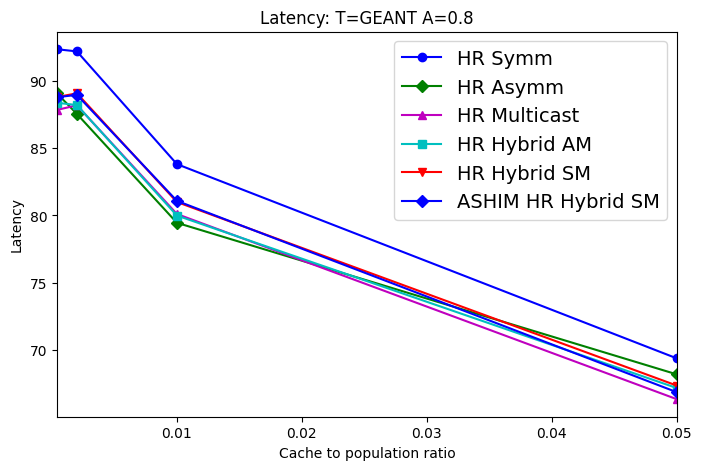 Latency: T=GEANT A=0.8
HR Symm
HR Asymm
HR Multicast
HR Hybrid AM
HR Hybrid SM
ASHIM HR Hybrid SM
Latency
90
85
80
75
70
0.01 0.02 0.03 0.04 0.05
Cache to population ratio